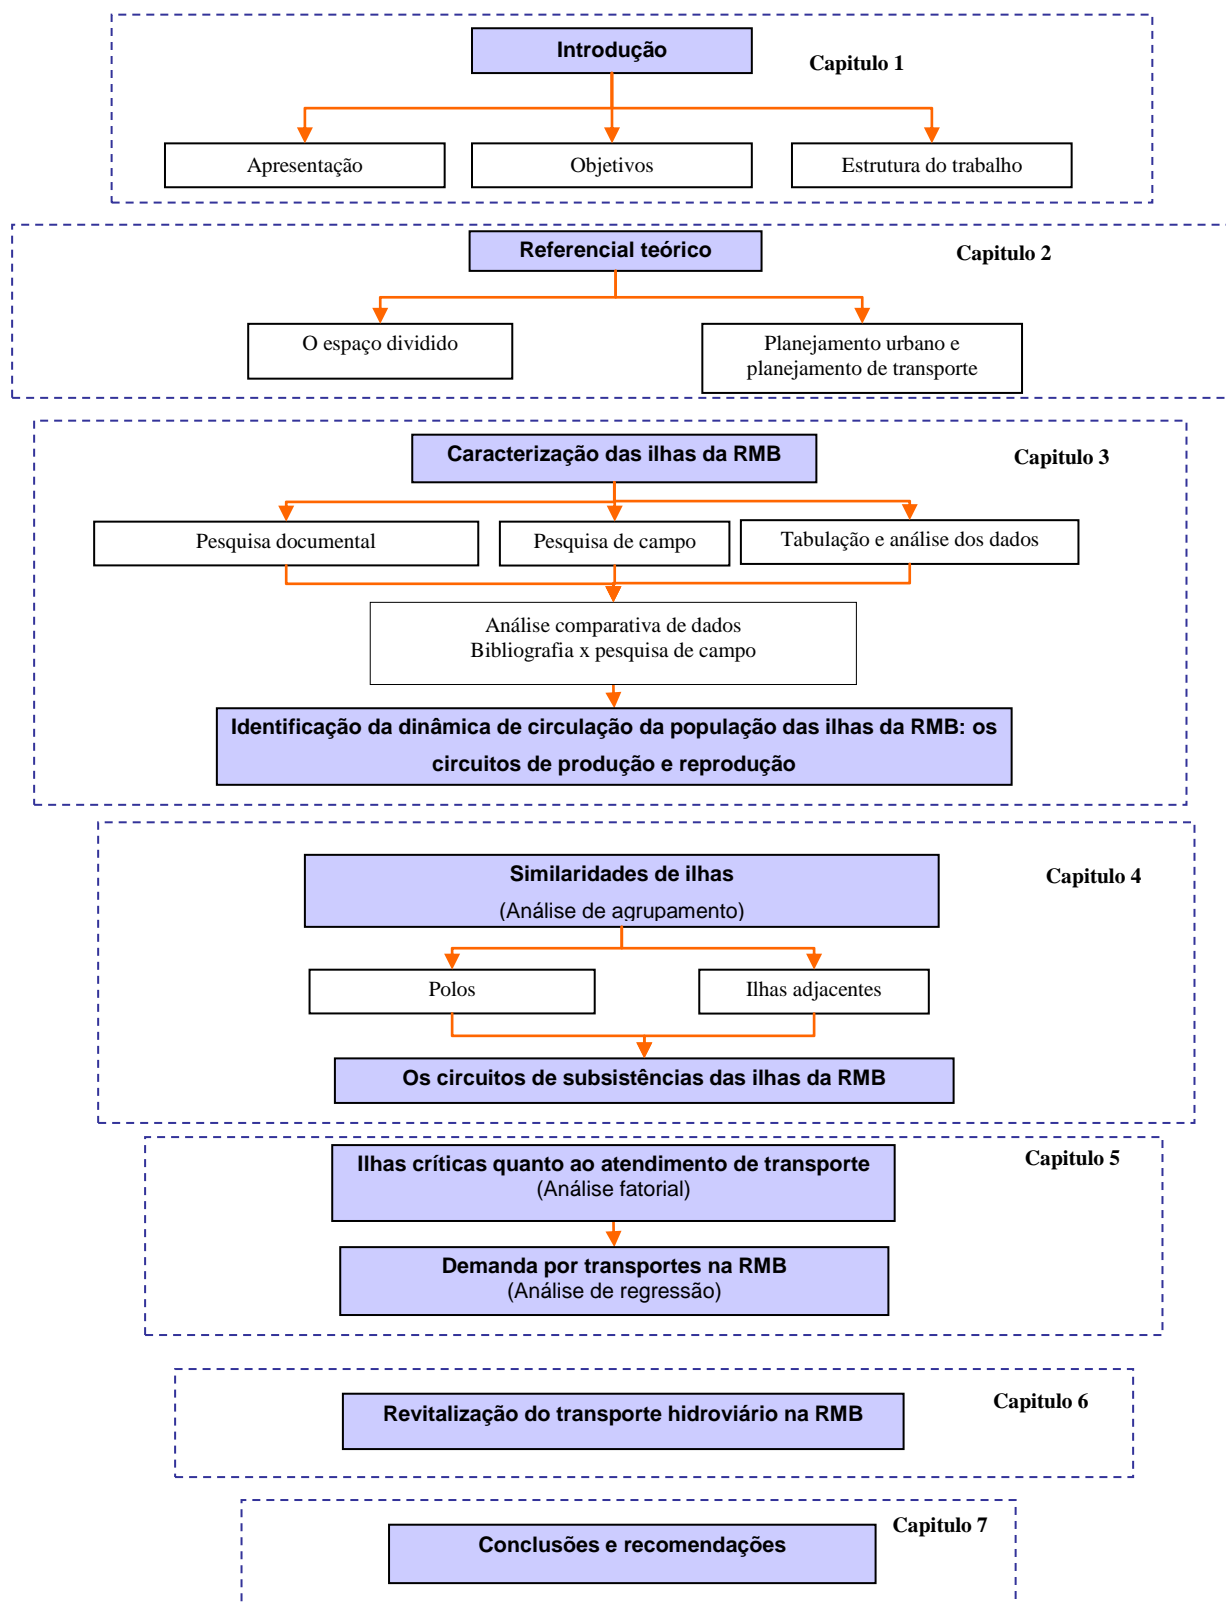 Introdução
Capitulo 1
Apresentação
Objetivos
Estrutura do trabalho
Referencial teórico
Capitulo 2
O espaço dividido
Planejamento urbano e
planejamento de transporte
Caracterização das ilhas da RMB
Capitulo 3
Pesquisa documental
Pesquisa de campo
Tabulação e análise dos dados
Análise comparativa de dados
Bibliografia x pesquisa de campo
Identificação da dinâmica de circulação da população das ilhas da RMB: os
circuitos de produção e reprodução
Similaridades de ilhas
(Análise de agrupamento)
Capitulo 4
Polos
Ilhas adjacentes
Os circuitos de subsistências das ilhas da RMB
Ilhas críticas quanto ao atendimento de transporte
(Análise fatorial)
Capitulo 5
Demanda por transportes na RMB
(Análise de regressão)
Revitalização do transporte hidroviário na RMB
Capitulo 6
Conclusões e recomendações
Capitulo 7